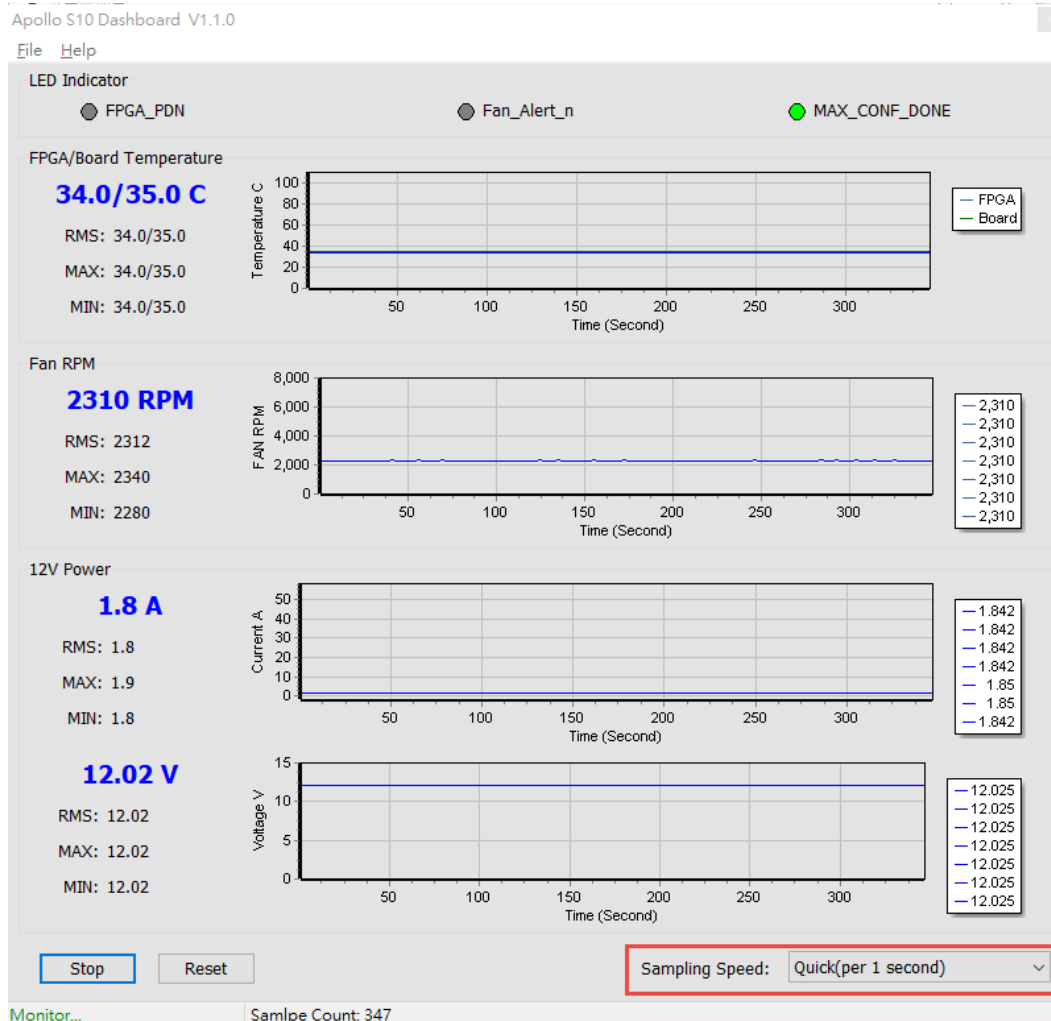 Apollo S10 Dashboard V1.1.0
File Help
LED Indicator
FPGA_PDN Fan_Alert_n MAX_CONF_DONE
FPGA/Board Temperature
34.0/35.0 C
RMS: 34.0/35.0
MAX: 34.0/35.0
MIN: 34.0/35.0
Temperature C
100
80
60
40
20
0
50 100 150 200 250 300
Time (Second)
FPGA
Board
Fan RPM
2310 RPM
RMS: 2312
MAX: 2340
MIN: 2280
FAN RPM
8,000
6,000
4,000
2,000
0
50 100 150 200 250 300
Time (Second)
2,310
2,310
2,310
2,310
2,310
2,310
2,310
12V Power
1.8 A
RMS: 1.8
MAX: 1.9
MIN: 1.8
Current A
50
40
30
20
10
0
50 100 150 200 250 300
Time (Second)
1.842
1.842
1.842
1.842
1.85
1.85
1.842
12.02 V
RMS: 12.02
MAX: 12.02
MIN: 12.02
Voltage V
15
10
5
0
50 100 150 200 250 300
Time (Second)
12.025
12.025
12.025
12.025
12.025
12.025
12.025
Stop Reset Sampling Speed: Quick(per 1 second)
Monitor... Samlpe Count: 347